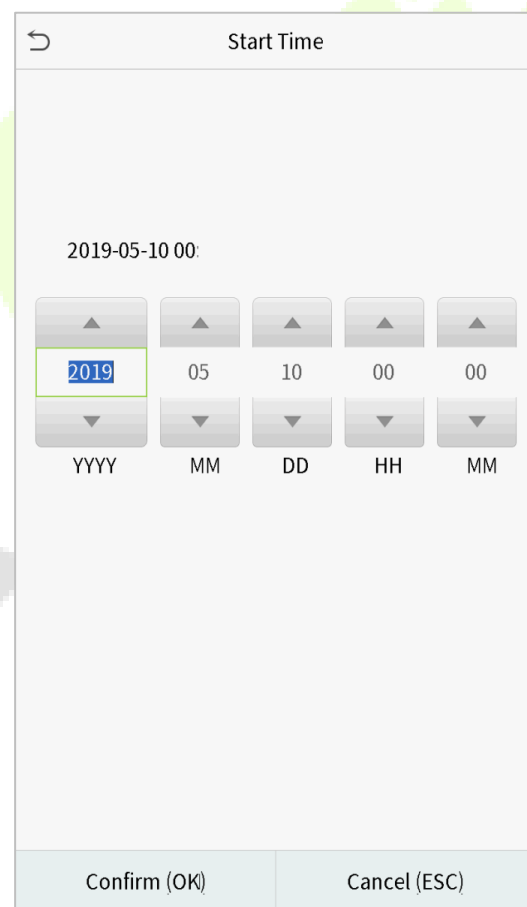 Start Time
2019-05-10 00:
2019 05 10 00 00
YYYY MM DD HH MM
Confirm (OK) Cancel (ESC)